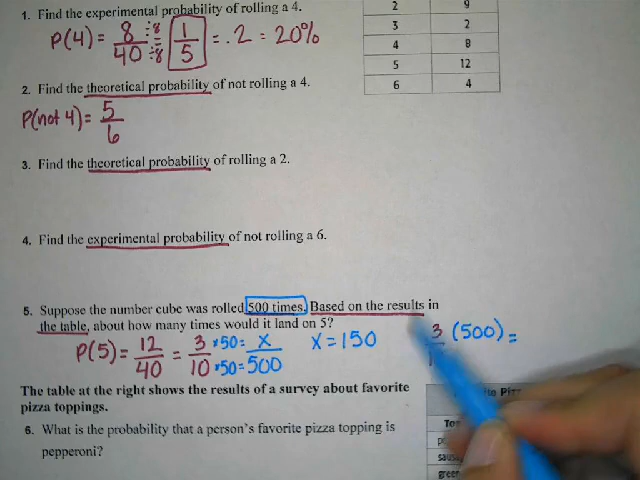 1. Find the experimental probability of rolling a 4.
P(4) = 8/40 ÷8 ÷8 = 1/5 = .2 = 20%
2 9
3 2
4 8
5 12
6 4
2. Find the theoretical probability of not rolling a 4.
P(not 4) = 5/6
3. Find the theoretical probability of rolling a 2.
4. Find the experimental probability of not rolling a 6.
5. Suppose the number cube was rolled 500 times. Based on the results in
the table, about how many times would it land on 5?
P(5) = 12/40 = 3/10 •50= •50= x/500 x = 150
3 (500) =
The table at the right shows the results of a survey about favorite
pizza toppings.
6. What is the probability that a person's favorite pizza topping is
pepperoni?